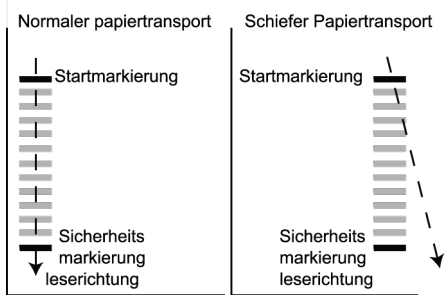 Normaler papiertransport
Startmarkierung
Sicherheits
markierung
leserichtung
Schiefer Papiertransport
Startmarkierung
Sicherheits
markierung
leserichtung